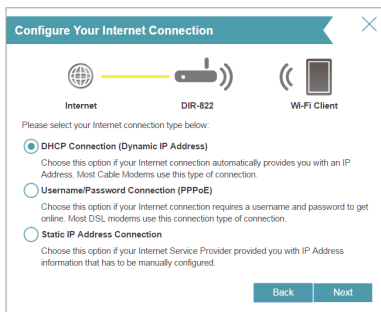 Configure Your Internet Connection
Internet
DIR-822
Wi-Fi Client
Please select your Internet connection type below:
DHCP Connection (Dynamic IP Address)
Choose this option if your Internet connection automatically provides you with an IP
Address. Most Cable Modems use this type of connection.
Username/Password Connection (PPPoE)
Choose this option if your Internet connection requires a username and password to get
online. Most DSL modems use this connection type of connection.
Static IP Address Connection
Choose this option if your Internet Service Provider provided you with IP Address
information that has to be manually configured.
Back
Next